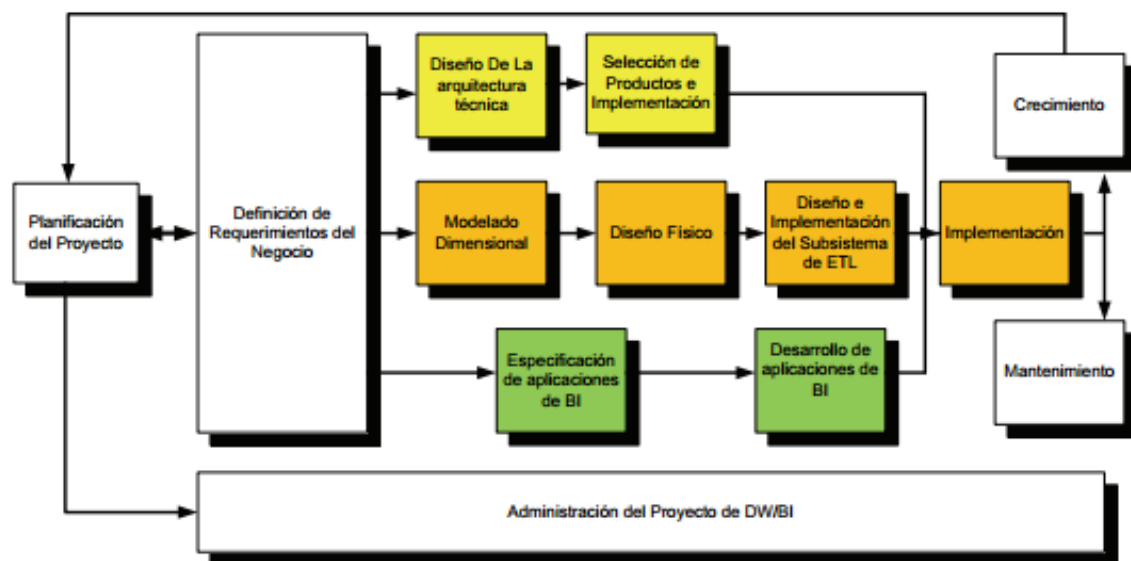 Diseño De La
arquitectura
técnica
Selección de
Productos e
Implementación
Crecimiento
Planificación
del Proyecto
Definición de
Requerimientos del
Negocio
Modelado
Dimensional
Diseño Físico
Diseño e
Implementación
del Subsistema
de ETL
Implementación
Especificación
de aplicaciones
de BI
Desarrollo de
aplicaciones de
BI
Mantenimiento
Administración del Proyecto de DW/BI